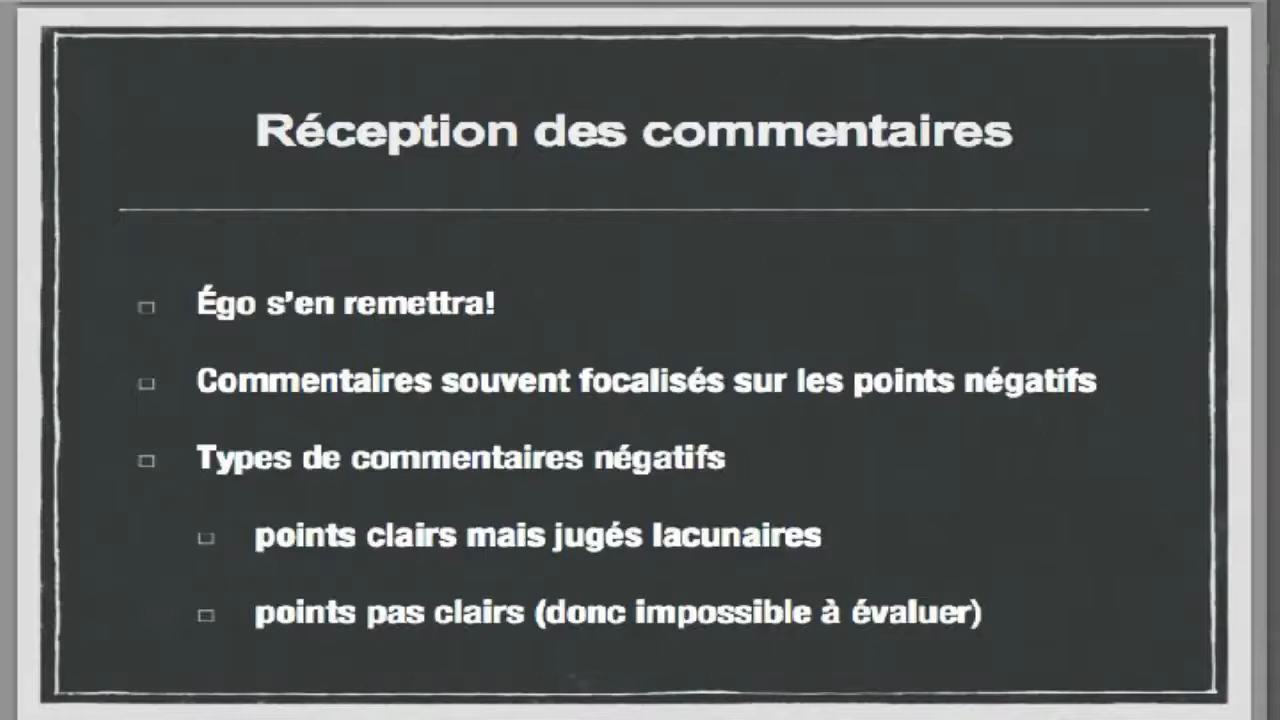 Réception des commentaires
Égo s'en remettra!
Commentaires souvent focalisés sur les points négatifs
Types de commentaires négatifs
points clairs mais jugés lacunaires
points pas clairs (donc impossible à évaluer)